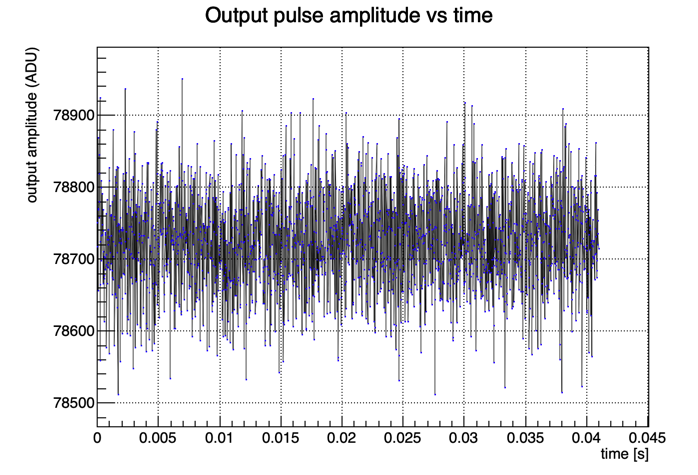 Output pulse amplitude vs time
output amplitude (ADU)
78900
78800
78700
78600
78500
0 0.005 0.01 0.015 0.02 0.025 0.03 0.035 0.04 0.045
time [s]